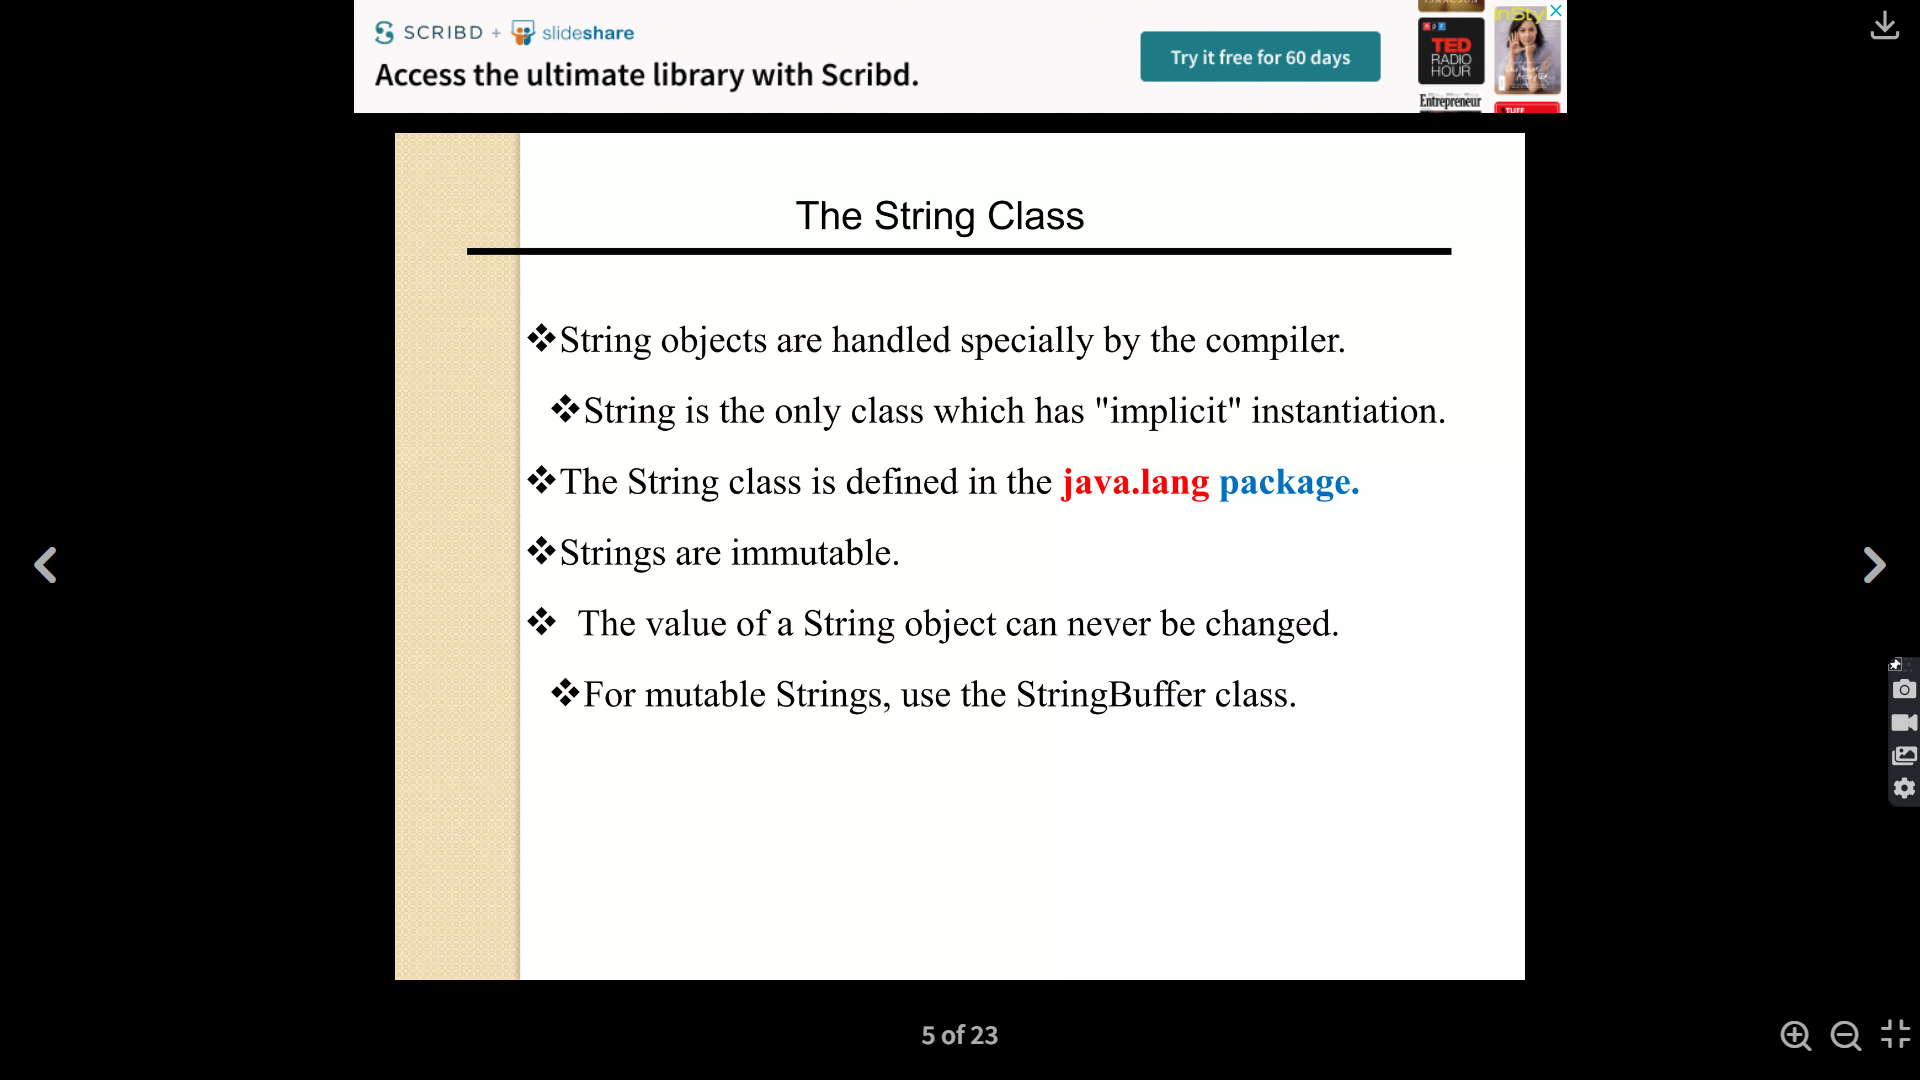 SCRIBD + slideshare
Access the ultimate library with Scribd.
Try it free for 60 days
TED
RADIO
HOUR
InStyl
Entrepreneur
The String Class
❖String objects are handled specially by the compiler.
❖String is the only class which has "implicit" instantiation.
❖The String class is defined in the java.lang package.
❖Strings are immutable.
❖ The value of a String object can never be changed.
❖For mutable Strings, use the StringBuffer class.
5 of 23